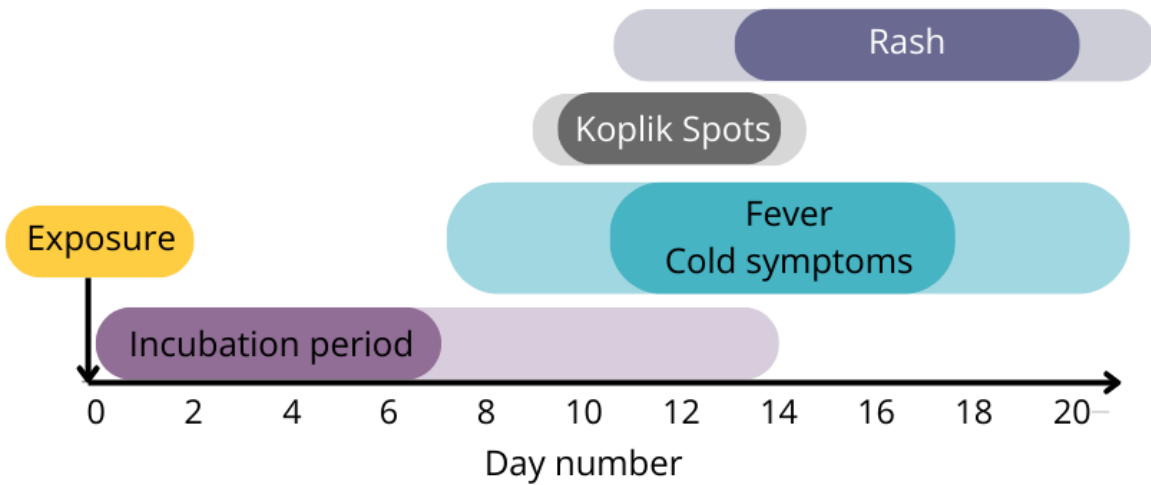 Rash
Koplik Spots
Fever
Cold symptoms
Exposure
Incubation period
0 2 4 6 8 10 12 14 16 18 20
Day number